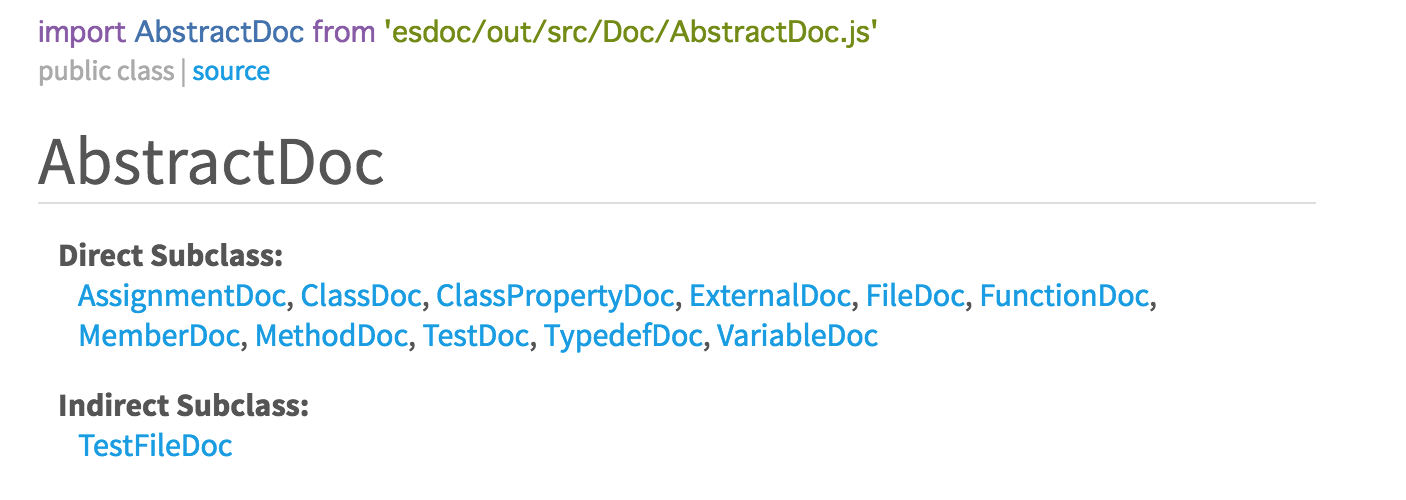 import AbstractDoc from 'esdoc/out/src/Doc/AbstractDoc.js'
public class | source
AbstractDoc
Direct Subclass:
AssignmentDoc, ClassDoc, ClassPropertyDoc, ExternalDoc, FileDoc, FunctionDoc,
MemberDoc, MethodDoc, TestDoc, TypedefDoc, VariableDoc
Indirect Subclass:
TestFileDoc